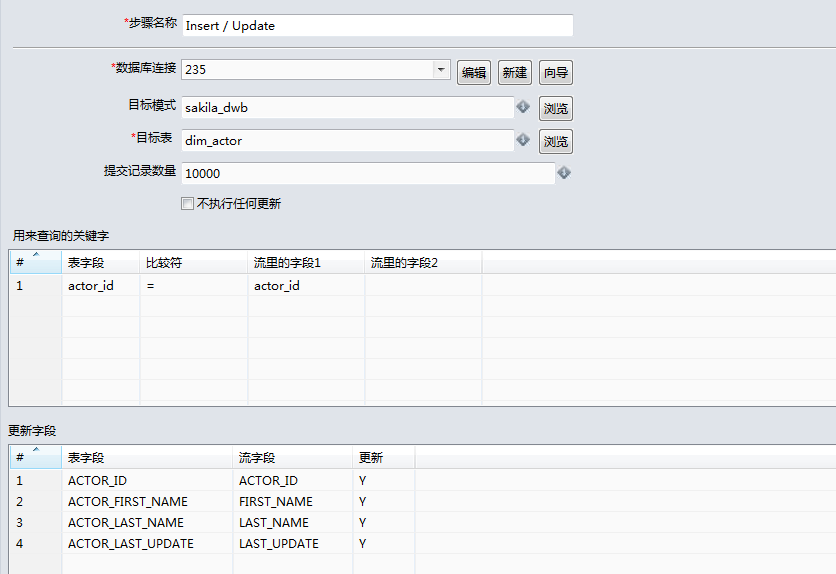 *步骤名称 Insert / Update
*数据库连接 235 编辑 新建 向导
目标模式 sakila_dwb 浏览
*目标表 dim_actor 浏览
提交记录数量 10000
不执行任何更新
用来查询的关键字
# 表字段 比较符 流里的字段1 流里的字段2
1 actor_id = actor_id
更新字段
# 表字段 流字段 更新
1 ACTOR_ID ACTOR_ID Y
2 ACTOR_FIRST_NAME FIRST_NAME Y
3 ACTOR_LAST_NAME LAST_NAME Y
4 ACTOR_LAST_UPDATE LAST_UPDATE Y